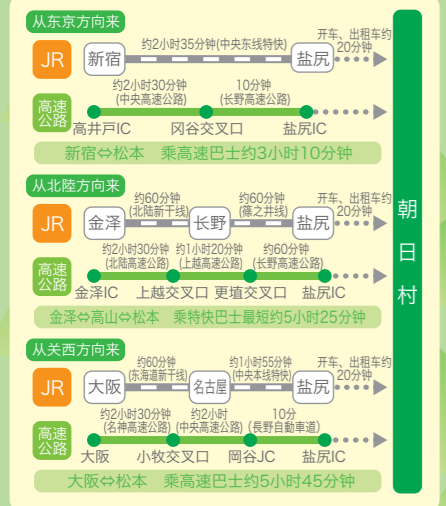 从东京方向来
JR
新宿
约2小时35分钟(中央东线特快)
盐尻
开车、出租车约
20分钟
高速
公路
约2小时30分钟
(中央高速公路)
10分钟
(长野高速公路)
高井戸IC
冈谷交叉口
盐尻IC
新宿⇔松本 乘高速巴士约3小时10分钟
从北陸方向来
JR
金泽
约60分钟
(北陆新干线)
长野
约60分钟
(篠之井线)
盐尻
开车、出租车约
20分钟
高速
公路
约2小时30分钟
(北陆高速公路)
约1小时20分钟
(上越高速公路)
约60分钟
(长野高速公路)
金泽IC
上越交叉口
更埴交叉口
盐尻IC
金泽⇔高山⇔松本 乘特快巴士最短约5小时25分钟
从关西方向来
JR
大阪
约60分钟
(东海道新干线)
名古屋
约1小时55分钟
(中央本线特快)
盐尻
开车、出租车约
20分钟
高速
公路
约2小时30分钟
(名神高速公路)
约2小时
(中央高速公路)
10分
(長野自動車道)
大阪
小牧交叉口
岡谷JC
盐尻IC
大阪⇔松本 乘高速巴士约5小时45分钟
朝日村